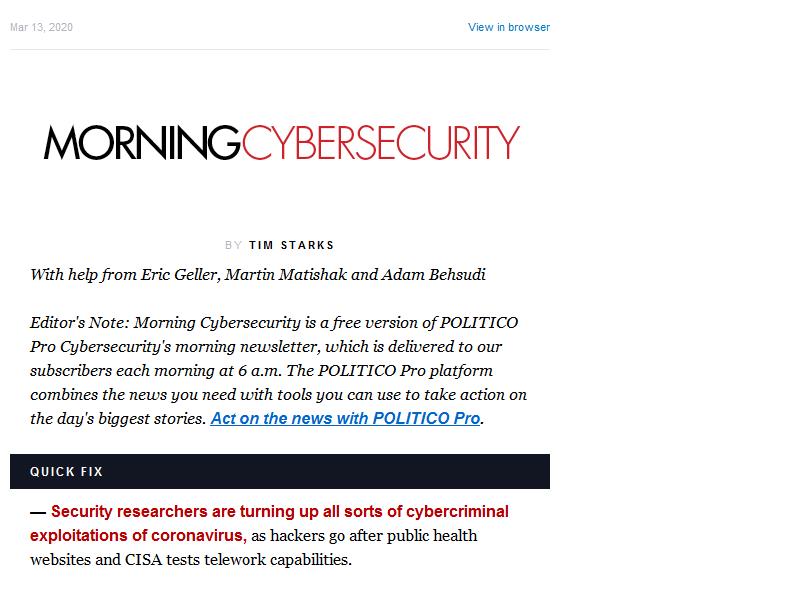 Mar 13, 2020
View in browser
MORNINGCYBERSECURITY
BY TIM STARKS
With help from Eric Geller, Martin Matishak and Adam Behsudi
Editor's Note: Morning Cybersecurity is a free version of POLITICO
Pro Cybersecurity's morning newsletter, which is delivered to our
subscribers each morning at 6 a.m. The POLITICO Pro platform
combines the news you need with tools you can use to take action on
the day's biggest stories. Act on the news with POLITICO Pro.
QUICK FIX
— Security researchers are turning up all sorts of cybercriminal
exploitations of coronavirus, as hackers go after public health
websites and CISA tests telework capabilities.